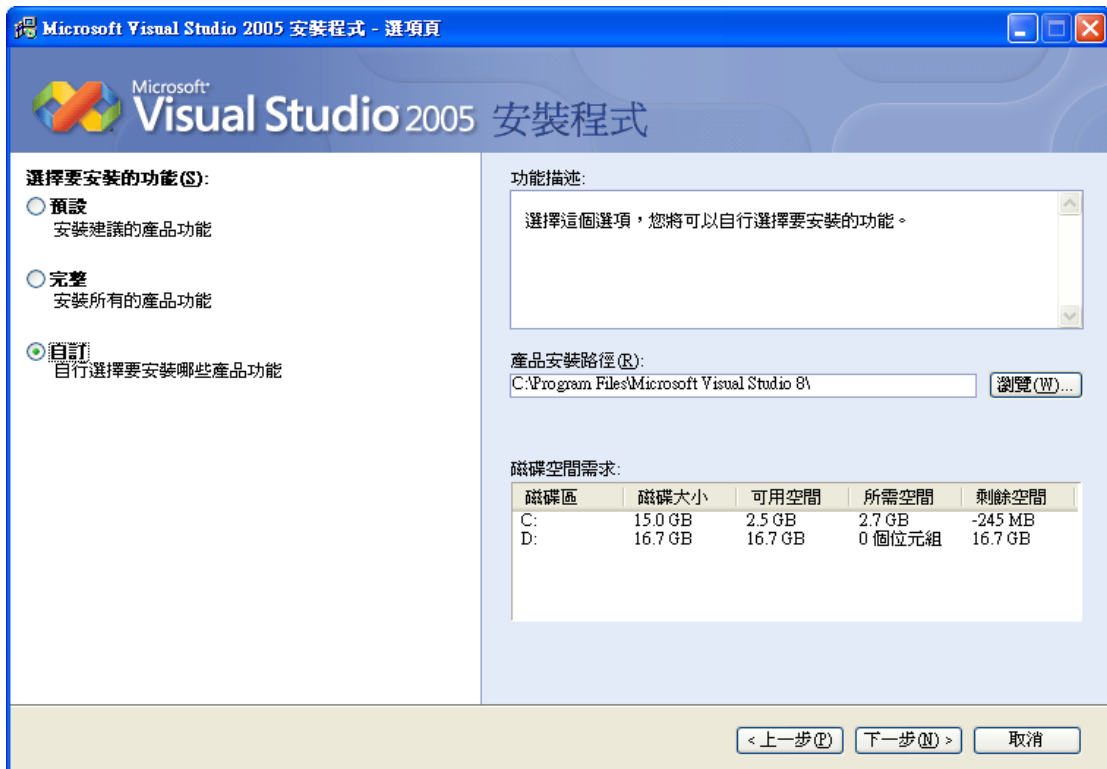 Microsoft Visual Studio 2005 安裝程式 - 選項頁
Microsoft
Visual Studio 2005 安裝程式
選擇要安裝的功能(S):
預設
安裝建議的產品功能
完整
安裝所有的產品功能
自訂
自行選擇要安裝哪些產品功能
功能描述:
選擇這個選項，您將可以自行選擇要安裝的功能。
產品安裝路徑(R):
C:\Program Files\Microsoft Visual Studio 8\
瀏覽(W)...
磁碟空間需求:
磁碟區 磁碟大小 可用空間 所需空間 剩餘空間
C: 15.0 GB 2.5 GB 2.7 GB -245 MB
D: 16.7 GB 16.7 GB 0 個位元組 16.7 GB
< 上一步(P) 下一步(N) > 取消